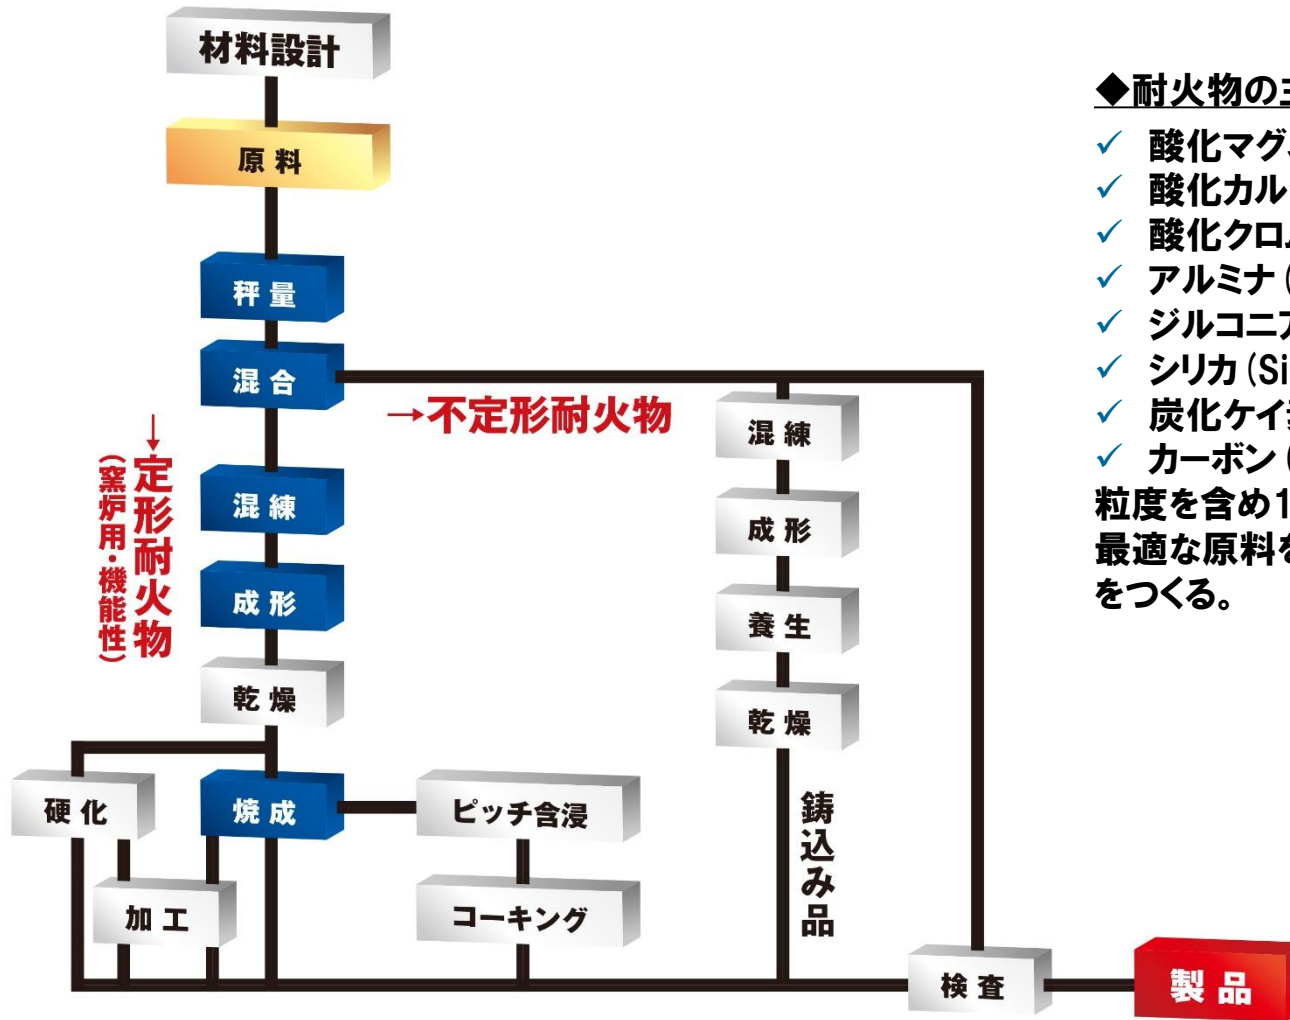 材料設計
原料
秤量
混合
→不定形耐火物
→定形耐火物
(窯炉用・機能性)
混練
成形
乾燥
硬化
焼成
ピッチ含浸
加工
コーキング
混練
成形
養生
乾燥
鋳込み品
検査
製品
◆耐火物の
酸化マグ
酸化カル
酸化クロ
アルミナ(
ジルコニ
シリカ(Si
炭化ケイ
カーボン(
粒度を含め1
最適な原料
をつくる。